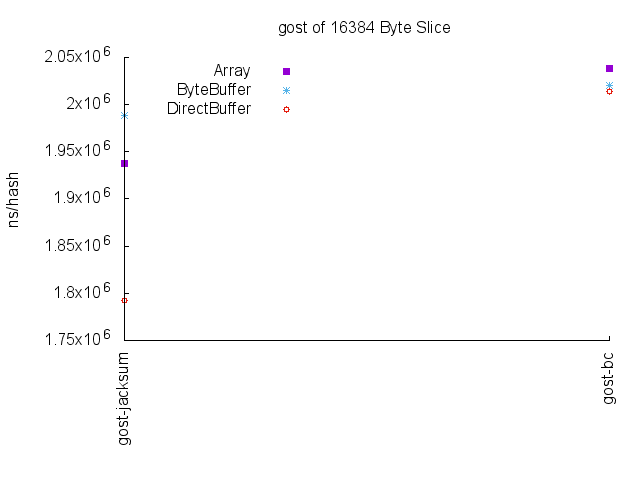 gost of 16384 Byte Slice
2.05x10^6
2x10^6
1.95x10^6
1.9x10^6
1.85x10^6
1.8x10^6
1.75x10^6
ns/hash
Array
ByteBuffer
DirectBuffer
gost-jacksum
gost-bc